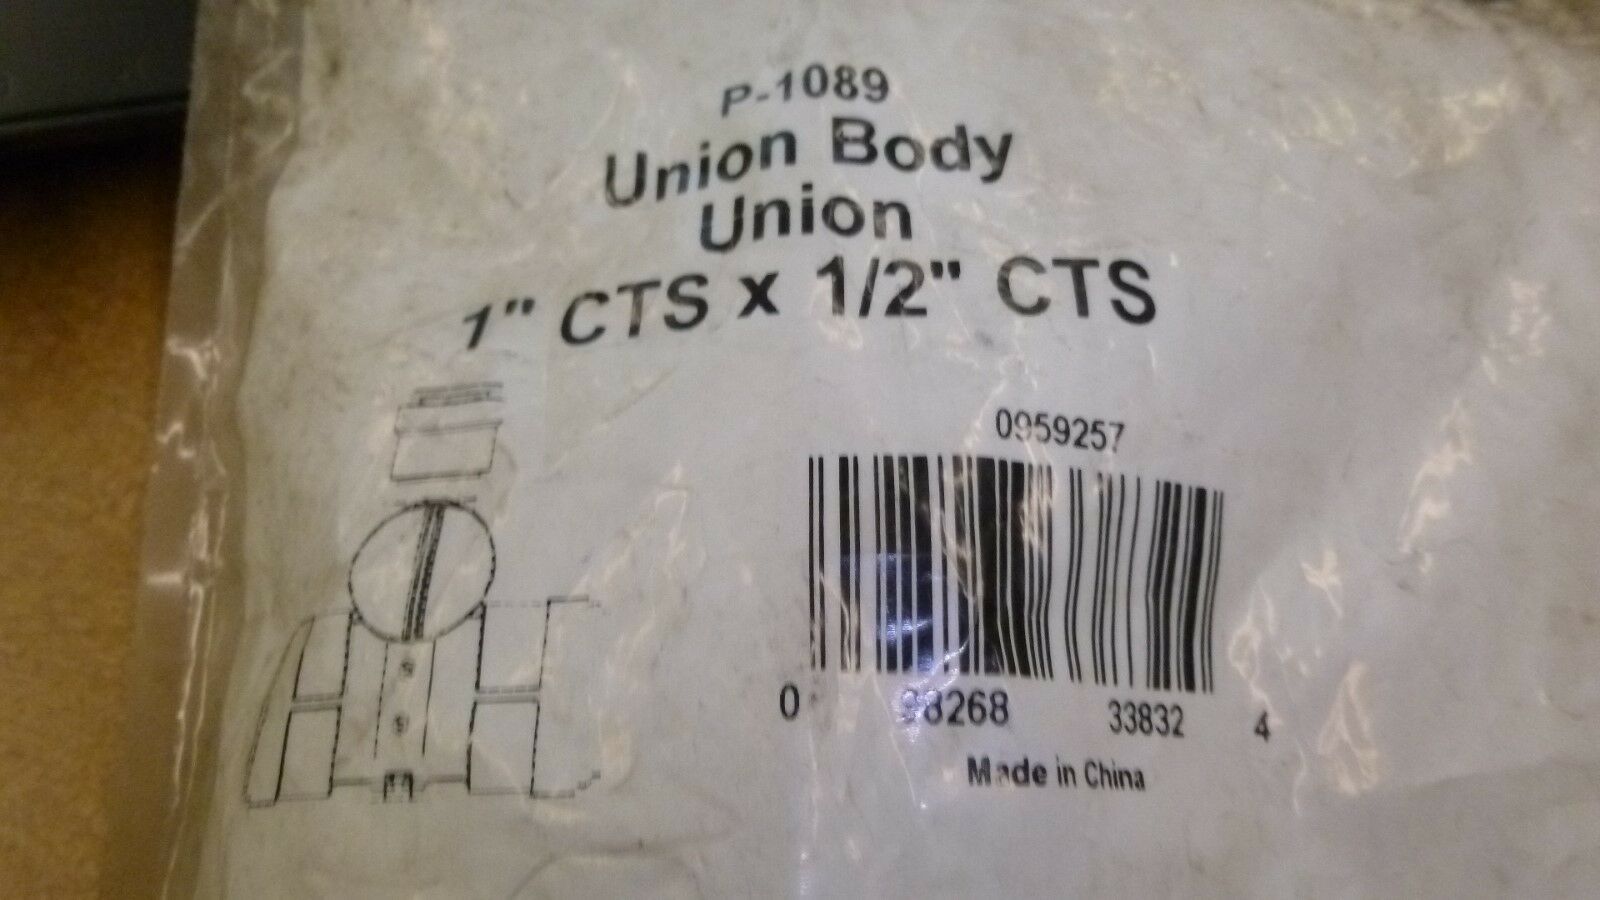 P-1089
Union Body
Union
1" CTS x 1/2" CTS
0959257
0 98268 33832 4
Made in China